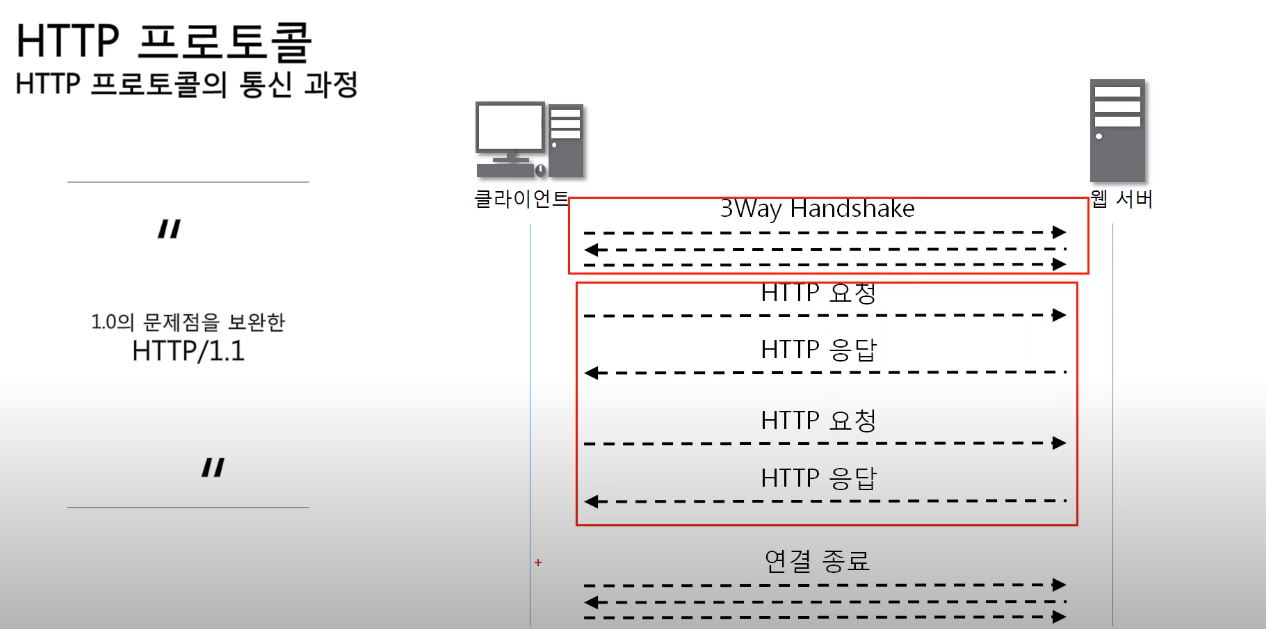 HTTP 프로토콜
HTTP 프로토콜의 통신 과정
"
1.0의 문제점을 보완한
HTTP/1.1
"
클라이언트
웹 서버
3Way Handshake
HTTP 요청
HTTP 응답
HTTP 요청
HTTP 응답
연결 종료